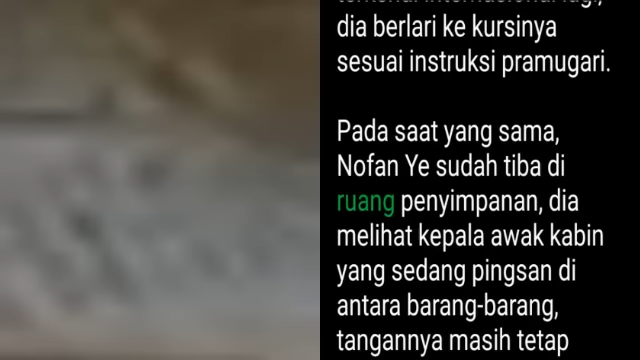 dia berlari ke kursinya
sesuai instruksi pramugari.
Pada saat yang sama,
Nofan Ye sudah tiba di
ruang penyimpanan, dia
melihat kepala awak kabin
yang sedang pingsan di
antara barang-barang,
tangannya masih tetap